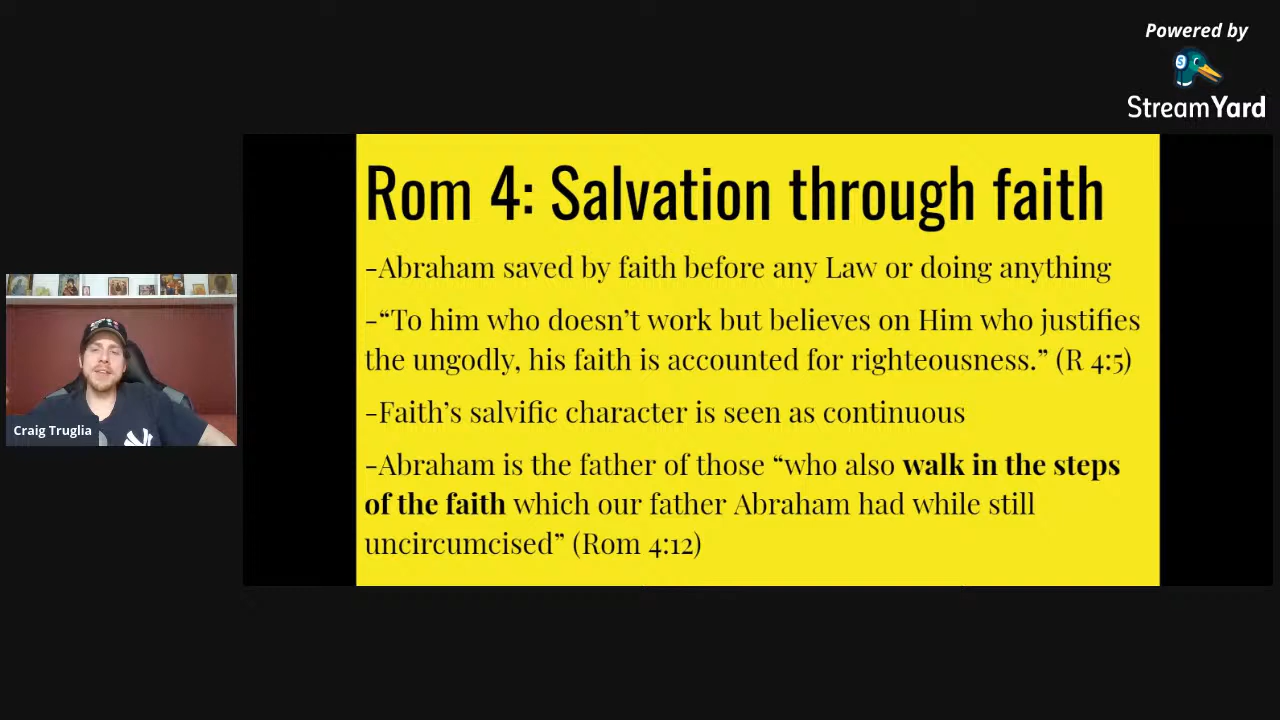 Powered by
StreamYard
Rom 4: Salvation through faith
-Abraham saved by faith before any Law or doing anything
-“To him who doesn’t work but believes on Him who justifies
the ungodly, his faith is accounted for righteousness.” (R 4:5)
-Faith’s salvific character is seen as continuous
-Abraham is the father of those “who also walk in the steps
of the faith which our father Abraham had while still
uncircumcised” (Rom 4:12)
Craig Truglia